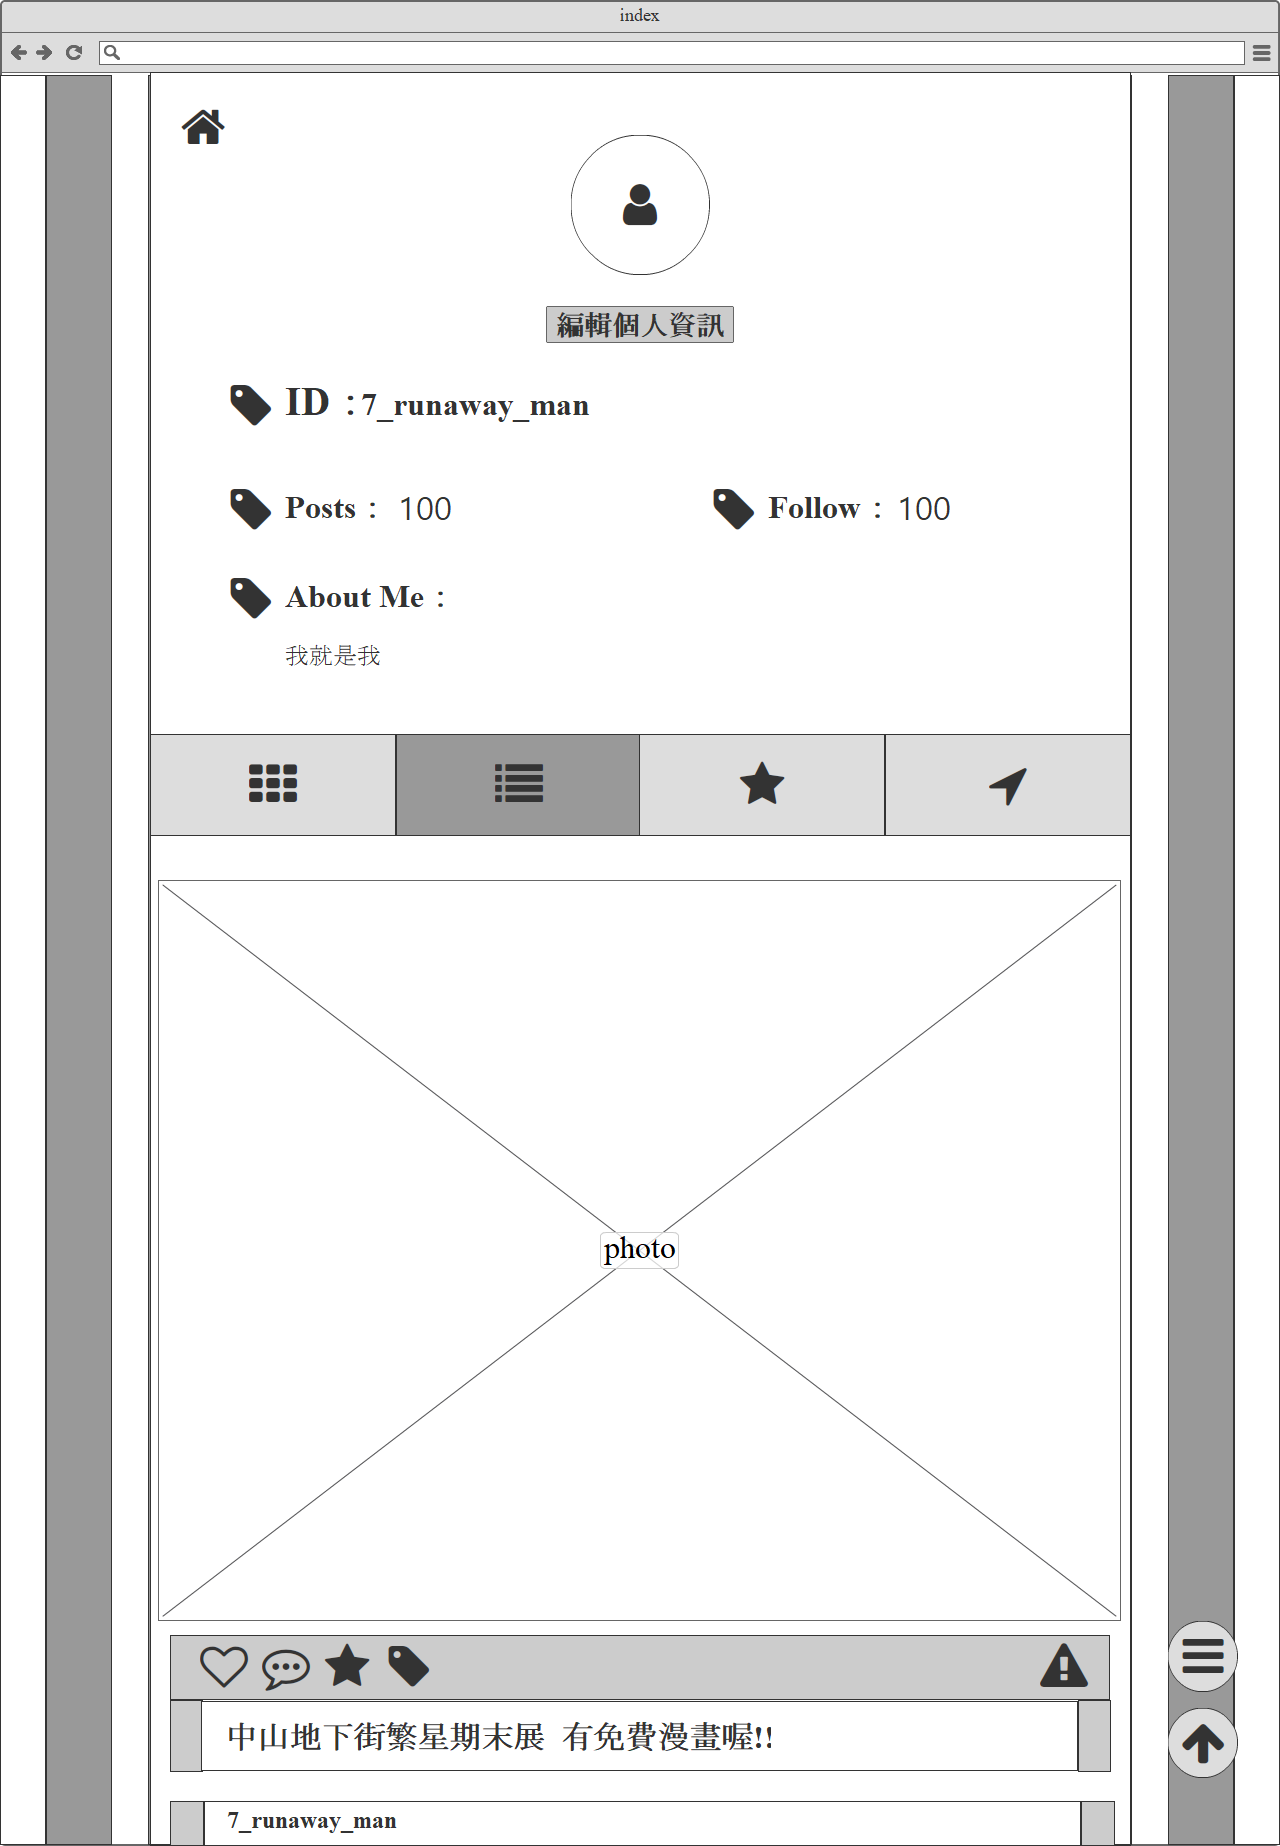 index
編輯個人資訊
ID : 7_runaway_man
Posts : 100
Follow : 100
About Me :
我就是我
photo
中山地下街繁星期末展 有免費漫畫喔!!
7_runaway_man